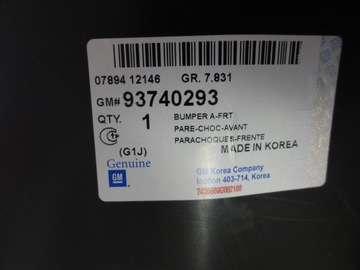 07894 12146 GR. 7.831
GM# 93740293
QTY. 1 BUMPER A-FRT
PARE-CHOC-AVANT
PARACHOQUES-FRENTE
(G1J) MADE IN KOREA
Genuine
GM
GM Korea Company
Incheon 403-714, Korea